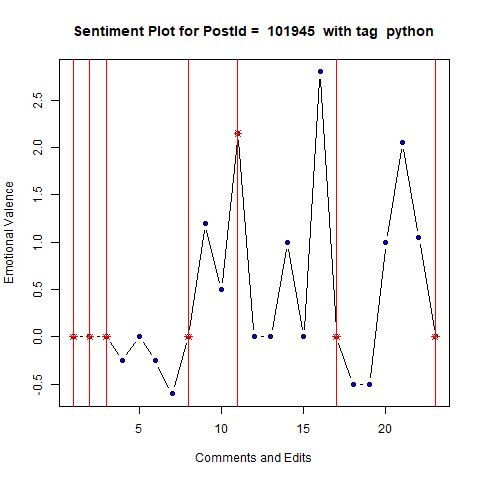 Sentiment Plot for PostId = 101945 with tag python
Emotional Valence
2.5
2.0
1.5
1.0
0.5
0.0
-0.5
5 10 15 20
Comments and Edits